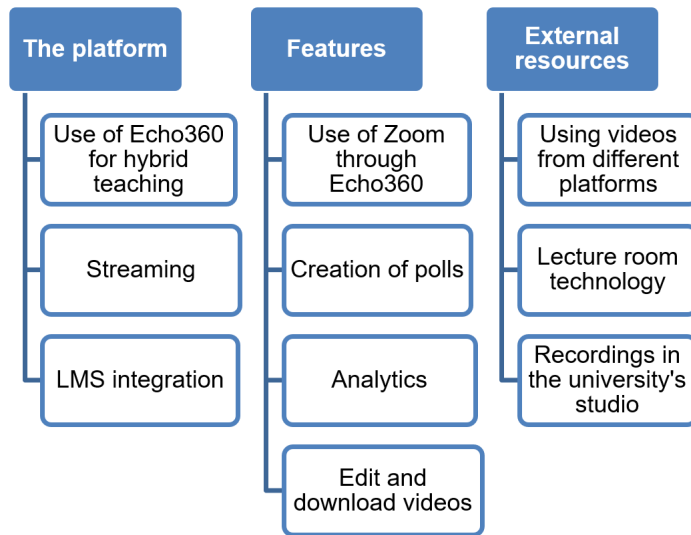 The platform
Use of Echo360
for hybrid
teaching
Streaming
LMS integration
Features
Use of Zoom
through
Echo360
Creation of polls
Analytics
Edit and
download videos
External
resources
Using videos
from different
platforms
Lecture room
technology
Recordings in
the university's
studio